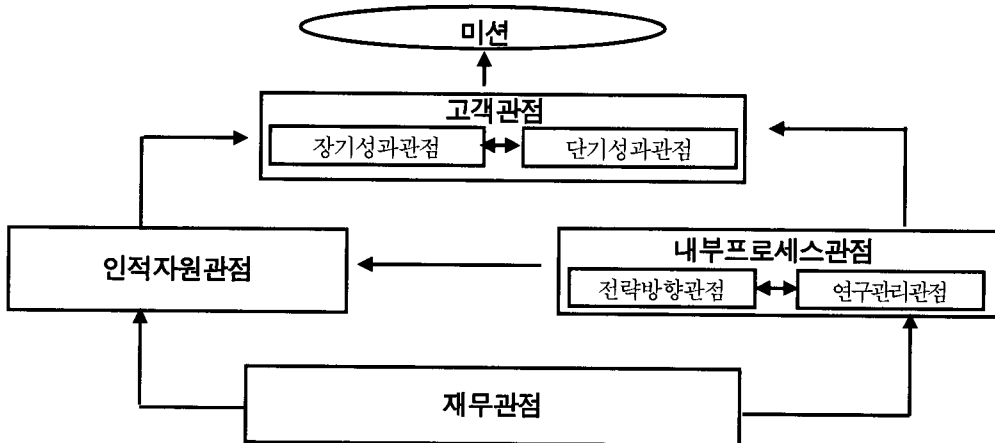 미션
고객관점
장기성과관점
단기성과관점
인적자원관점
내부프로세스관점
전략방향관점
연구관리관점
재무관점